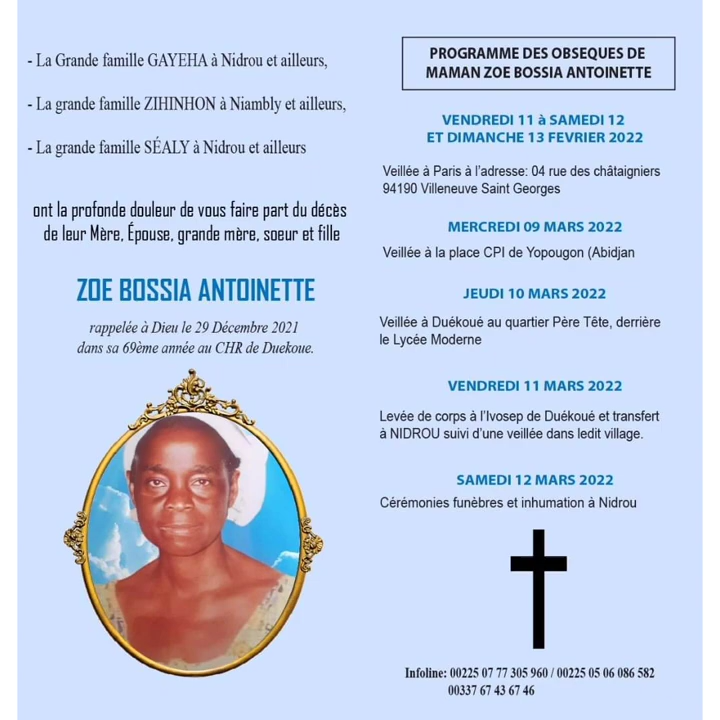 - La Grande famille GAYEHA à Nidrou et ailleurs,
- La grande famille ZIHINHON à Niambly et ailleurs,
- La grande famille SÉALY à Nidrou et ailleurs
ont la profonde douleur de vous faire part du décès
de leur Mère, Épouse, grande mère, soeur et fille
ZOE BOSSIA ANTOINETTE
rappelée à Dieu le 29 Décembre 2021
dans sa 69ème année au CHR de Duekoue.
PROGRAMME DES OBSEQUES DE
MAMAN ZOE BOSSIA ANTOINETTE
VENDREDI 11 à SAMEDI 12
ET DIMANCHE 13 FEVRIER 2022
Veillée à Paris à l'adresse: 04 rue des châtaigniers
94190 Villeneuve Saint Georges
MERCREDI 09 MARS 2022
Veillée à la place CPI de Yopougon (Abidjan
JEUDI 10 MARS 2022
Veillée à Duékoué au quartier Père Tête, derrière
le Lycée Moderne
VENDREDI 11 MARS 2022
Levée de corps à l'Ivosep de Duékoué et transfert
à NIDROU suivi d'une veillée dans ledit village.
SAMEDI 12 MARS 2022
Cérémonies funèbres et inhumation à Nidrou
Infoline: 00225 07 77 305 960 / 00225 05 06 086 582
00337 67 43 67 46